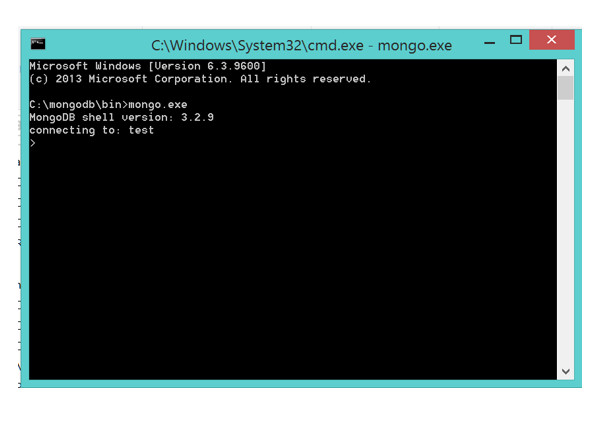 C:\Windows\System32\cmd.exe - mongo.exe
Microsoft Windows [Version 6.3.9600]
(c) 2013 Microsoft Corporation. All rights reserved.
C:\mongodb\bin>mongo.exe
MongoDB shell version: 3.2.9
connecting to: test
>